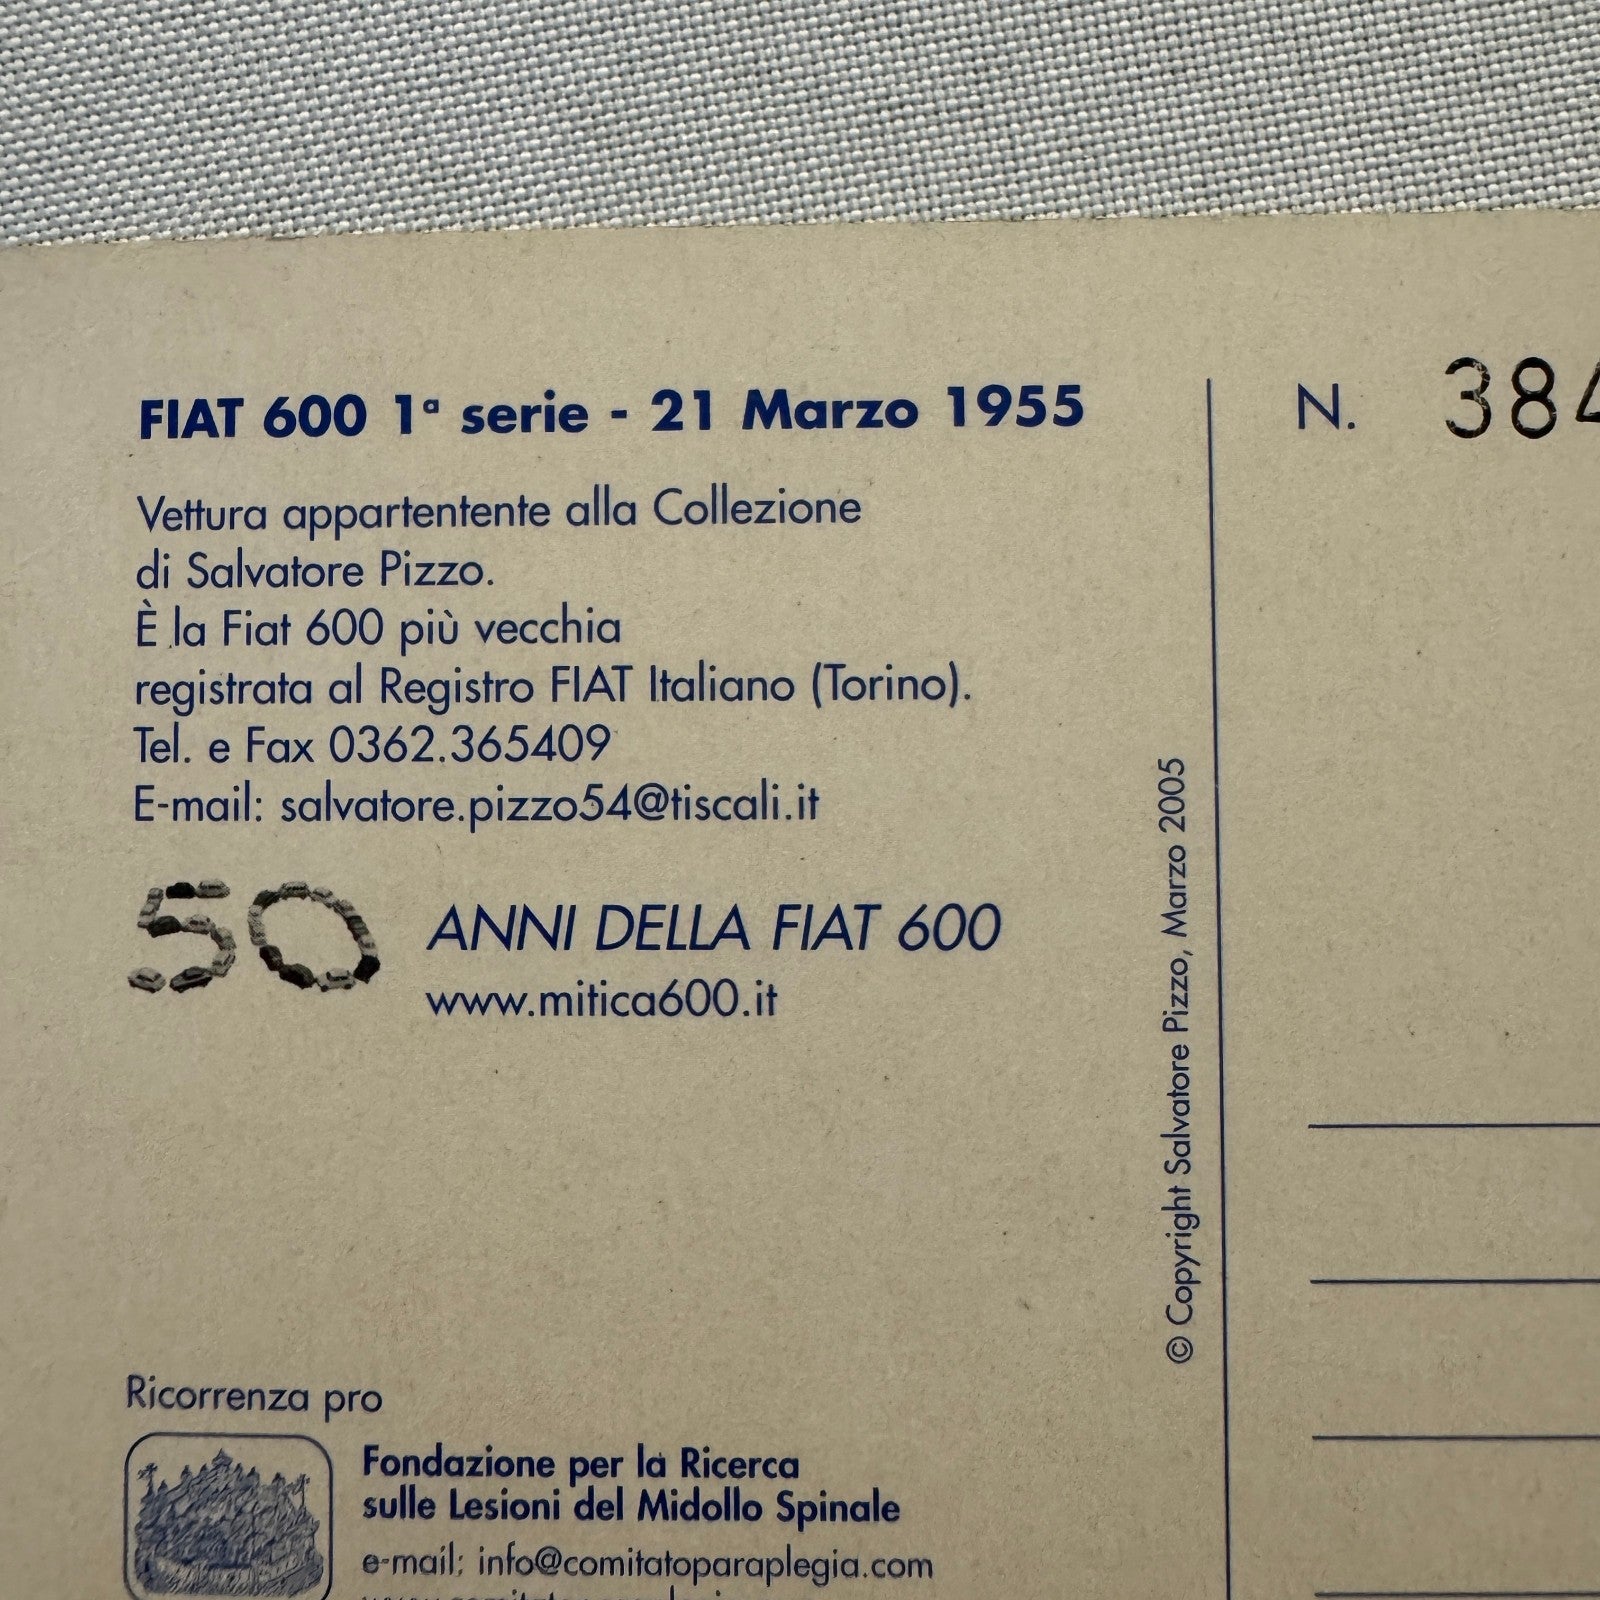 FIAT 600 1ª serie - 21 Marzo 1955
Vettura appartentente alla Collezione
di Salvatore Pizzo.
È la Fiat 600 più vecchia
registrata al Registro FIAT Italiano (Torino).
Tel. e Fax 0362.365409
E-mail: salvatore.pizzo54@tiscali.it
50 ANNI DELLA FIAT 600
www.mitica600.it
Ricorrenza pro
Fondazione per la Ricerca
sulle Lesioni del Midollo Spinale
e-mail: info@comitatoparaplegia.com
© Copyright Salvatore Pizzo, Marzo 2005
N. 384